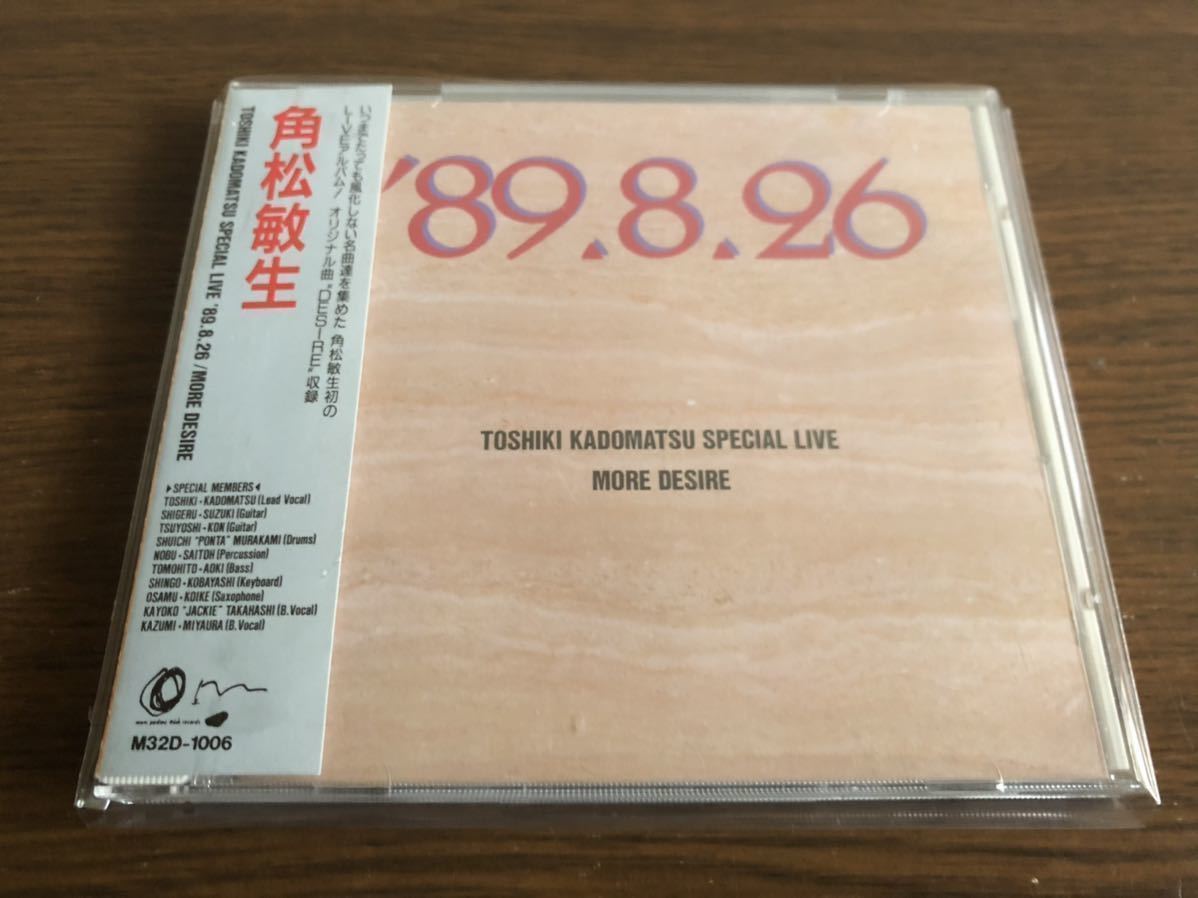 角松敏生
TOSHIKI KADOMATSU SPECIAL LIVE '89.8.26 / MORE DESIRE
いつまでたっても風化しない名曲達を集めた 角松敏生初の
LIVEアルバム! オリジナル曲“DESIRE”収録
▶SPECIAL MEMBERS◀
TOSHIKI・KADOMATSU (Lead Vocal)
SHIGERU・SUZUKI (Guitar)
TSUYOSHI・KON (Guitar)
SHUICHI "PONTA" MURAKAMI (Drums)
NOBU・SAITOH (Percussion)
TOMOHITO・AOKI (Bass)
SHINGO・KOBAYASHI (Keyboard)
OSAMU・KOIKE (Saxophone)
KAYOKO "JACKIE" TAKAHASHI (B.Vocal)
KAZUMI・MIYAURA (B.Vocal)
M32D-1006
'89.8.26
TOSHIKI KADOMATSU SPECIAL LIVE
MORE DESIRE